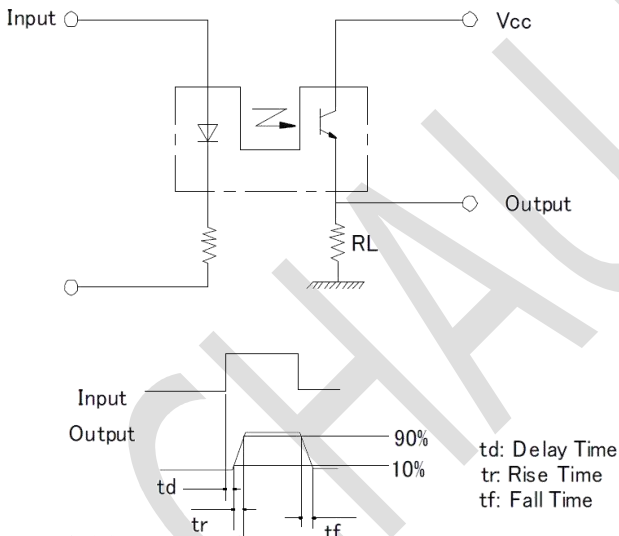 Input
Vcc
Output
RL
Input
Output
90%
10%
td
tr
tf
td: Delay Time
tr: Rise Time
tf: Fall Time